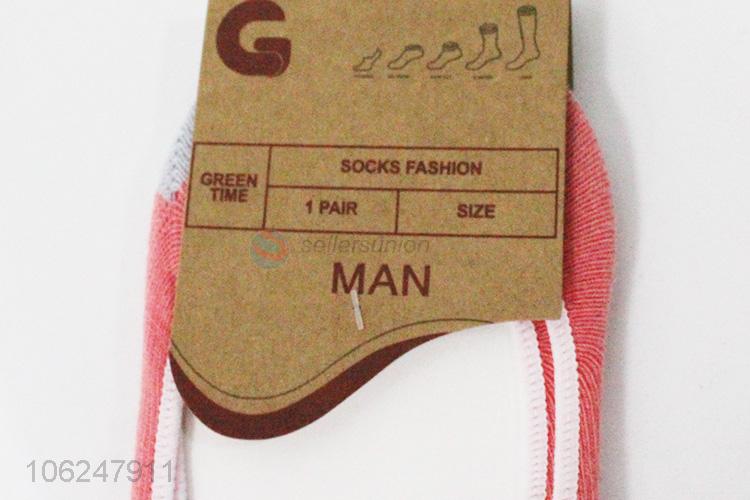 G
GREEN
TIME
SOCKS FASHION
1 PAIR
SIZE
sellersunion
MAN
106247911